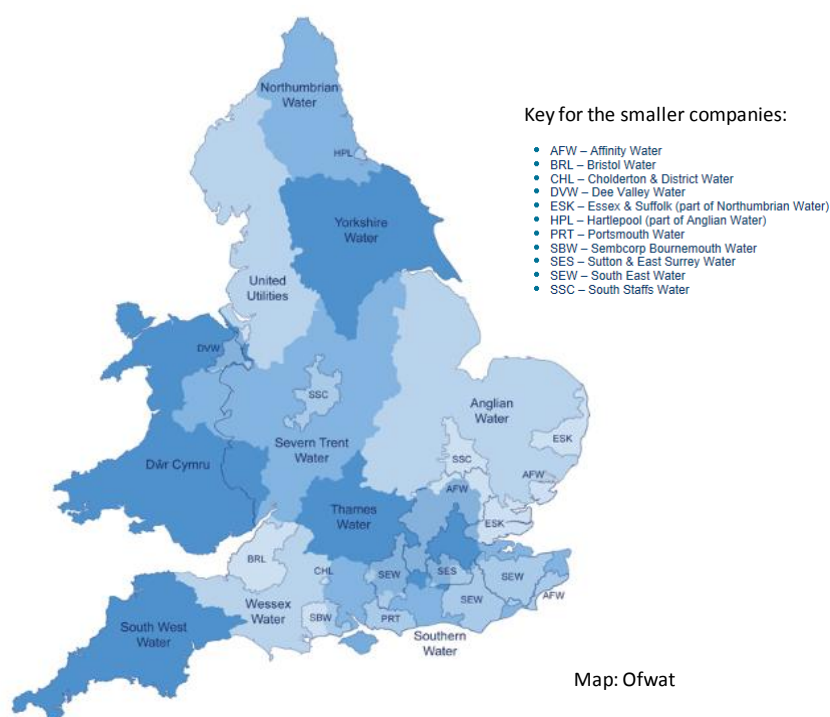 Northumbrian
Water
Key for the smaller companies:
• AFW – Affinity Water
• BRL – Bristol Water
• CHL – Cholderton & District Water
• DVW – Dee Valley Water
• ESK – Essex & Suffolk (part of Northumbrian Water)
• HPL – Hartlepool (part of Anglian Water)
• PRT – Portsmouth Water
• SBW – Sembcorp Bournemouth Water
• SES – Sutton & East Surrey Water
• SEW – South East Water
• SSC – South Staffs Water
HPL
Yorkshire
Water
United
Utilities
DVW
SSC
Anglian
Water
ESK
Severn Trent
Water
SSC
Dŵr Cymru
AFW
AFW
Thames
Water
ESK
BRL
CHL
SEW
SES
SEW
AFW
SEW
Wessex
Water
SBW
PRT
South West
Water
Southern
Water
Map: Ofwat